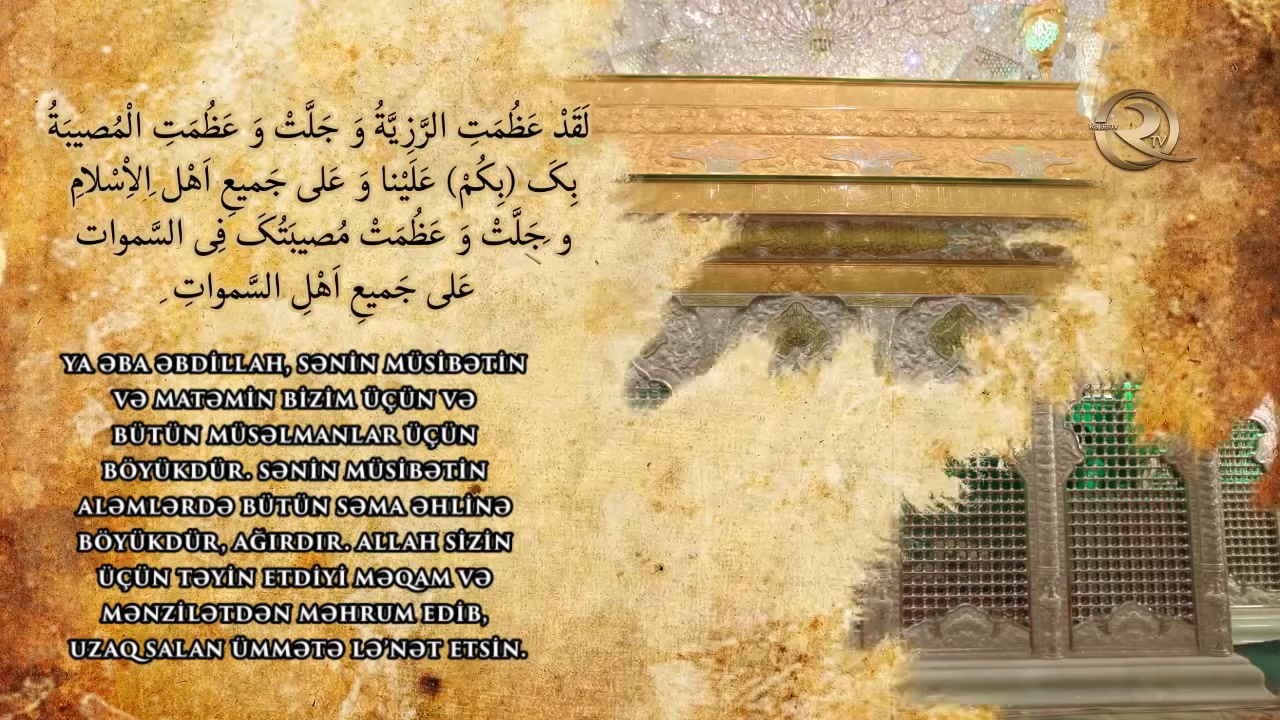 لَقَدْ عَظُمَتِ الرَّزِيَّةُ وَ جَلَّتْ وَ عَظُمَتِ الْمُصيبَةُ
بِکَ (بِكُمْ) عَلَيْنا وَ عَلى جَميعِ اَهْل ِالِْاِسْلامِ
و َجَلَّتْ وَ عَظُمَتْ مُصيبَتُکَ فِى السَّموات
عَلى جَميعِ اَهْلِ السَّمواتِ ِ
YA ƏBA ƏBDİLLAH, SƏNİN MÜSİBƏTİN
VƏ MATƏMİN BİZİM ÜÇÜN VƏ
BÜTÜN MÜSƏLMANLAR ÜÇÜN
BÖYÜKDÜR. SƏNİN MÜSİBƏTİN
ALƏMLƏRDƏ BÜTÜN SƏMA ƏHLİNƏ
BÖYÜKDÜR, AĞIRDIR. ALLAH SİZİN
ÜÇÜN TƏYİN ETDİYİ MƏQAM VƏ
MƏNZİLƏTDƏN MƏHRUM EDİB,
UZAQ SALAN ÜMMƏTƏ LƏ’NƏT ETSİN.
TV